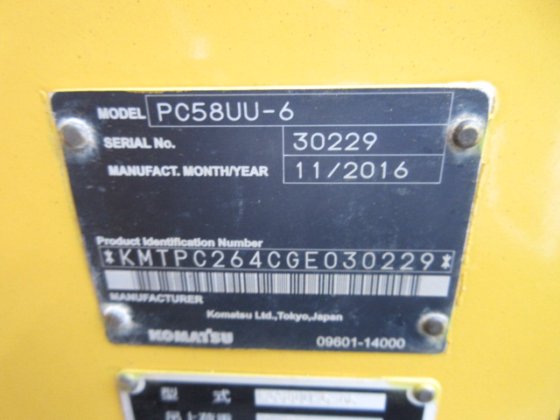 MODEL PC58UU-6
SERIAL No. 30229
MANUFACT. MONTH/YEAR 11/2016
Product Identification Number
*KMTPC264CGE030229*
MANUFACTURER
Komatsu Ltd.,Tokyo,Japan
KOMATSU 09601-14000
型 式